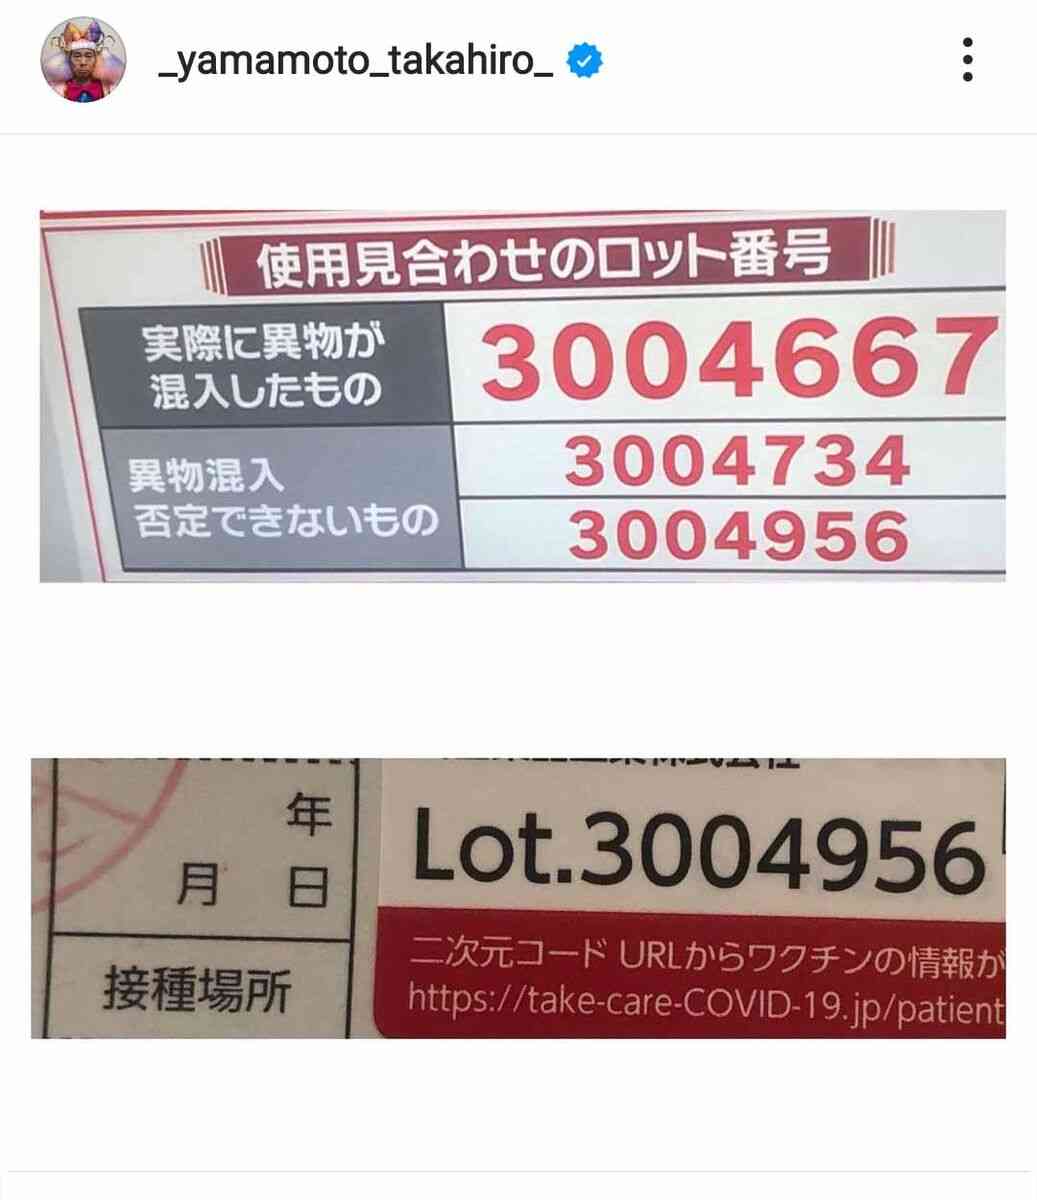 _yamamoto_takahiro_
使用見合わせのロット番号
実際に異物が
混入したもの
3004667
異物混入
否定できないもの
3004734
3004956
年
月 日
接種場所
Lot.3004956
二次元コード URLからワクチンの情報が
https://take-care-COVID-19.jp/patient